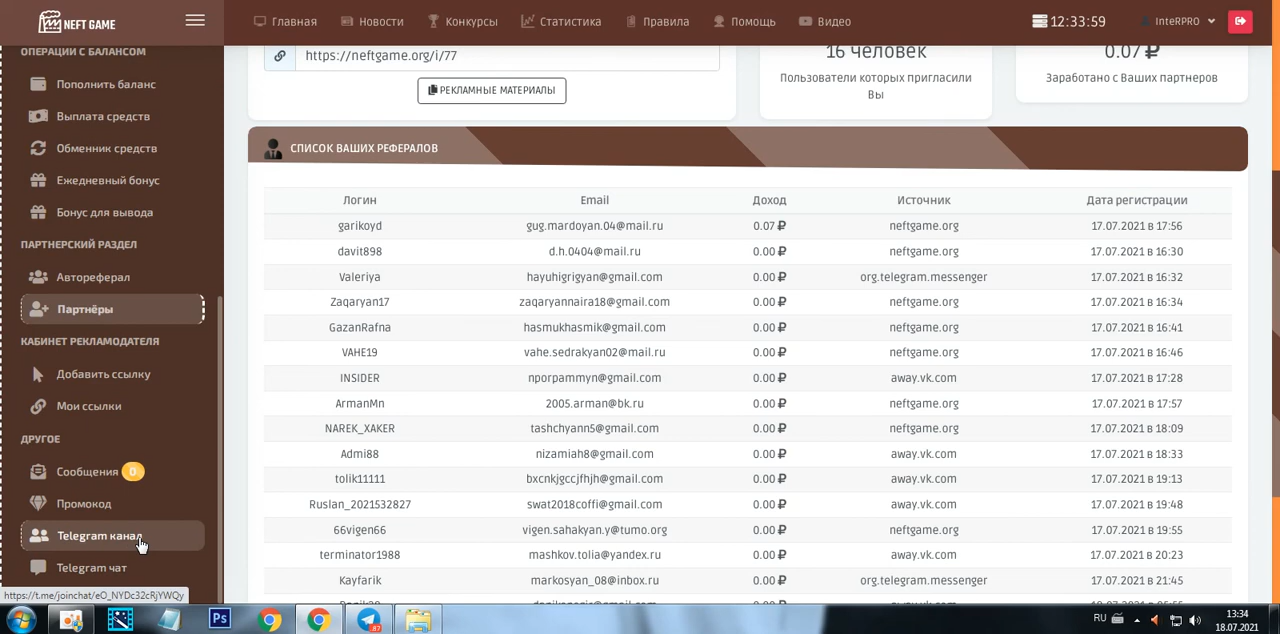 NEFT GAME
Главная Новости Конкурсы Статистика Правила Помощь Видео 12:33:59 InteRPRO
ОПЕРАЦИИ С БАЛАНСОМ
Пополнить баланс
Выплата средств
Обменник средств
Ежедневный бонус
Бонус для вывода
ПАРТНЕРСКИЙ РАЗДЕЛ
Автореферал
Партнёры
КАБИНЕТ РЕКЛАМОДАТЕЛЯ
Добавить ссылку
Мои ссылки
ДРУГОЕ
Сообщения 0
Промокод
Telegram канал
Telegram чат
https://t.me/joinchat/eO_NYDc32cRjYWQy
https://neftgame.org/i/77
РЕКЛАМНЫЕ МАТЕРИАЛЫ
16 человек
Пользователи которых пригласили
Вы
0.07 ₽
Заработано с Ваших партнеров
СПИСОК ВАШИХ РЕФЕРАЛОВ
Логин Email Доход Источник Дата регистрации
garikoyd gug.mardoyan.04@mail.ru 0.07 ₽ neftgame.org 17.07.2021 в 17:56
davit898 d.h.0404@mail.ru 0.00 ₽ neftgame.org 17.07.2021 в 16:30
Valeriya hayuhigrigyan@gmail.com 0.00 ₽ org.telegram.messenger 17.07.2021 в 16:32
Zaqaryan17 zaqaryannaira18@gmail.com 0.00 ₽ neftgame.org 17.07.2021 в 16:34
GazanRafna hasmukhasmik@gmail.com 0.00 ₽ neftgame.org 17.07.2021 в 16:41
VAHE19 vahe.sedrakyan02@mail.ru 0.00 ₽ neftgame.org 17.07.2021 в 16:46
INSIDER nporpammyn@gmail.com 0.00 ₽ away.vk.com 17.07.2021 в 17:28
ArmanMn 2005.arman@bk.ru 0.00 ₽ neftgame.org 17.07.2021 в 17:57
NAREK_XAKER tashchyann5@gmail.com 0.00 ₽ neftgame.org 17.07.2021 в 18:09
Admi88 nizamiah8@gmail.com 0.00 ₽ away.vk.com 17.07.2021 в 18:33
tolik11111 bxcnkjgccjfhjh@gmail.com 0.00 ₽ away.vk.com 17.07.2021 в 19:13
Ruslan_2021532827 swat2018coffi@gmail.com 0.00 ₽ away.vk.com 17.07.2021 в 19:48
66vigen66 vigen.sahakyan.y@tumo.org 0.00 ₽ neftgame.org 17.07.2021 в 19:55
terminator1988 mashkov.tolia@yandex.ru 0.00 ₽ away.vk.com 17.07.2021 в 20:23
Kayfarik markosyan_08@inbox.ru 0.00 ₽ org.telegram.messenger 17.07.2021 в 21:45
Ps 87 RU 13:34
18.07.2021